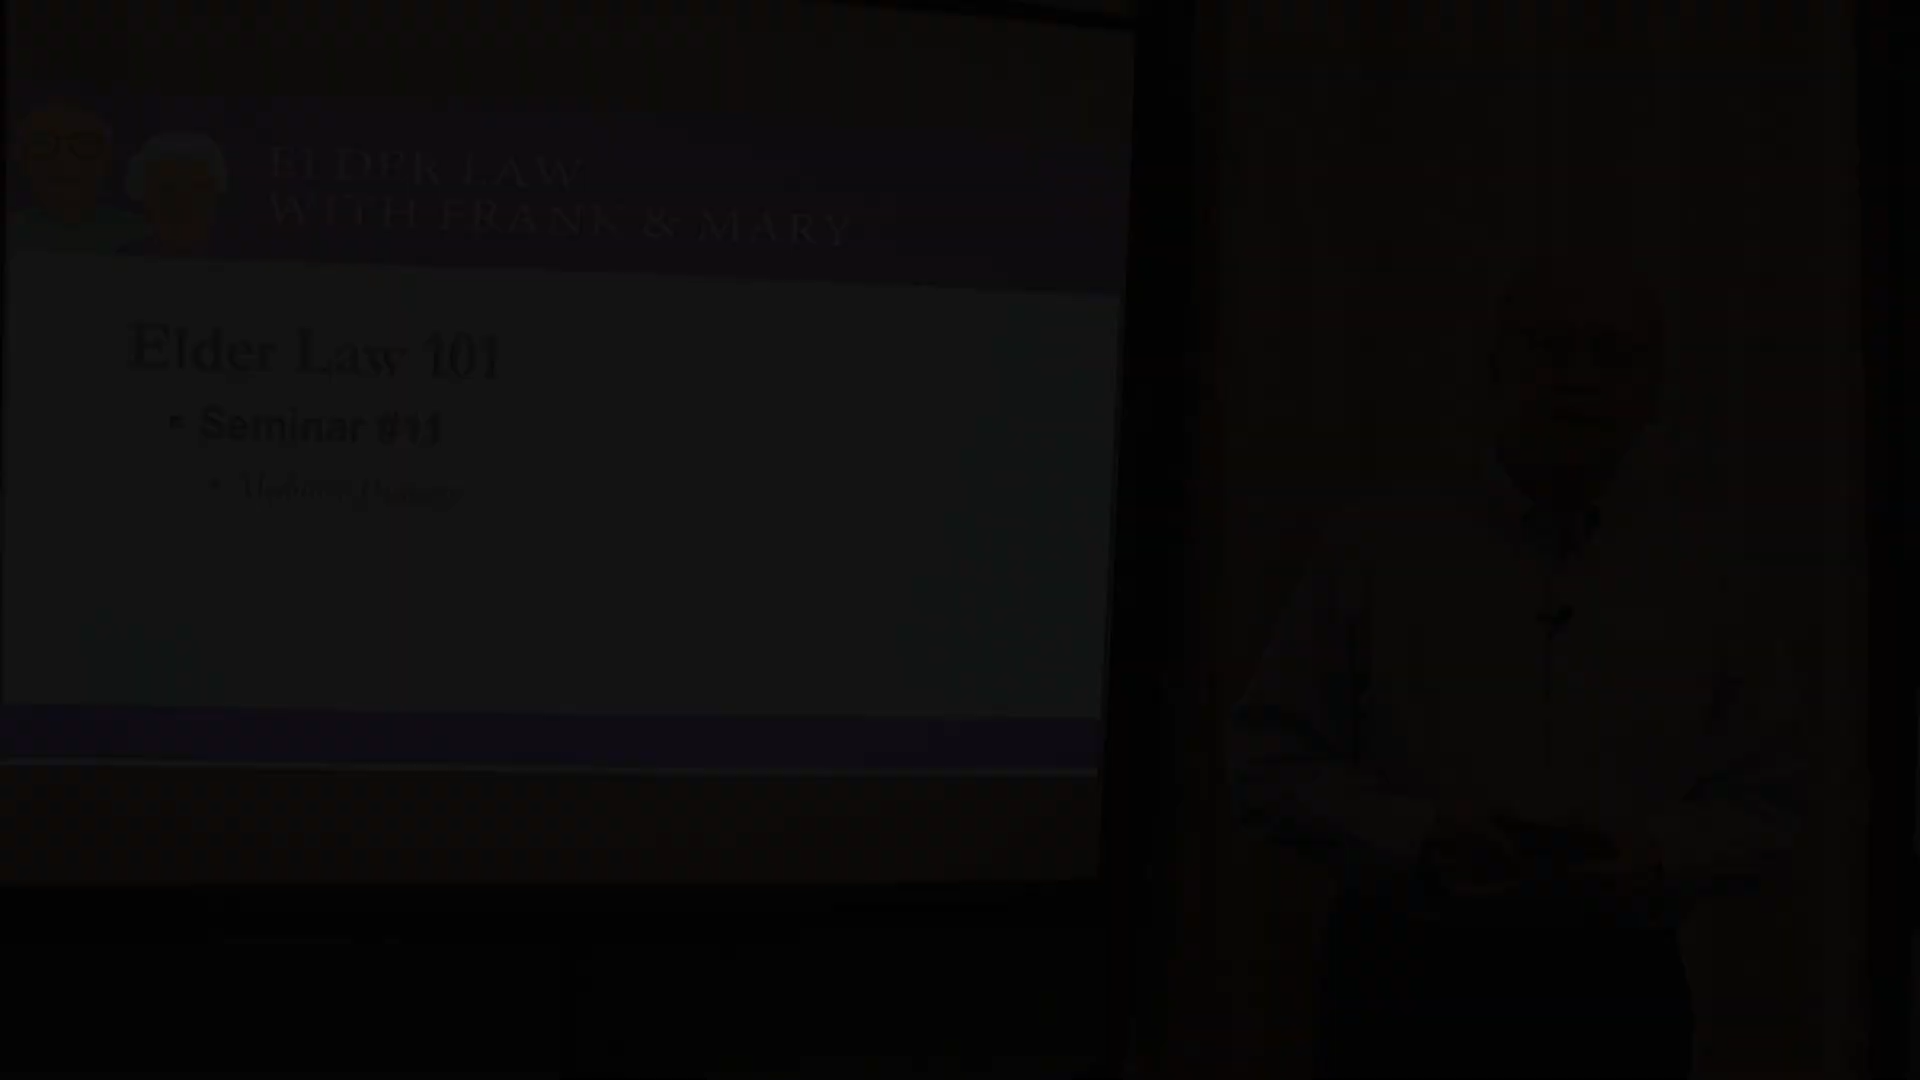 ELDER LAW
WITH FRANK & MARY
Elder Law 101
• Seminar #11